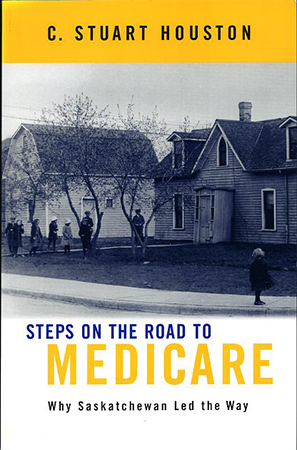 C. STUART HOUSTON
STEPS ON THE ROAD TO
MEDICARE
Why Saskatchewan Led the Way